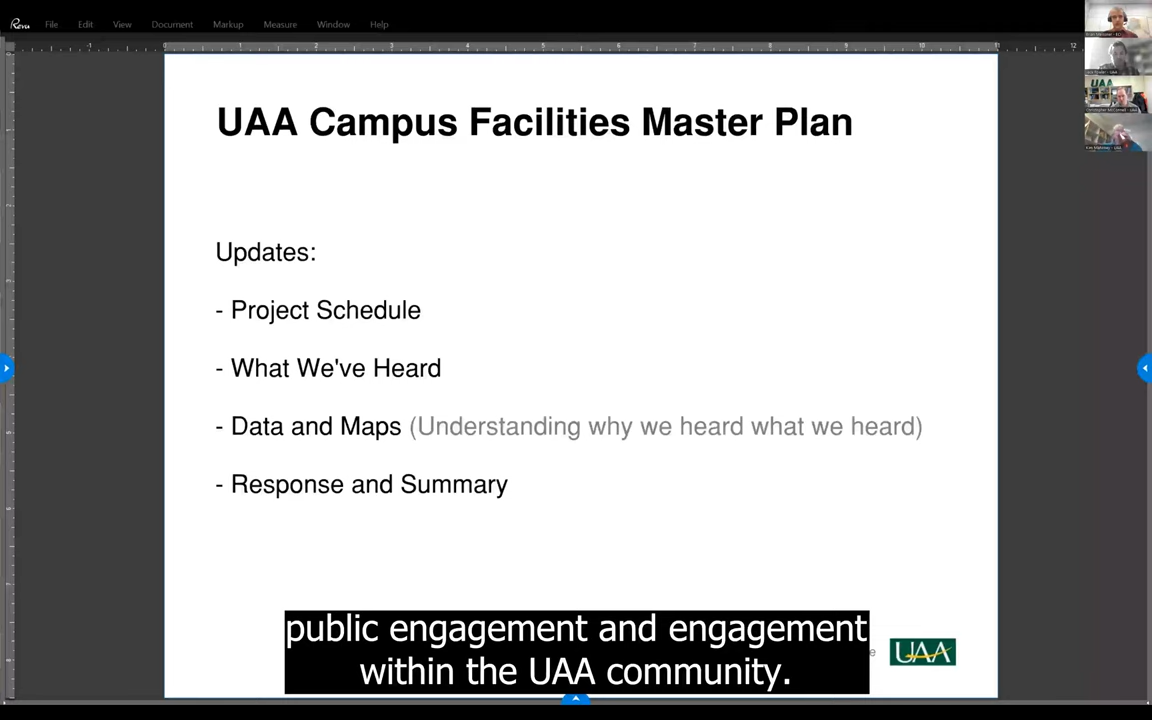 Revu File Edit View Document Markup Measure Window Help
UAA Campus Facilities Master Plan
Updates:
- Project Schedule
- What We've Heard
- Data and Maps (Understanding why we heard what we heard)
- Response and Summary
public engagement and engagement
within the UAA community.
UAA
UAA